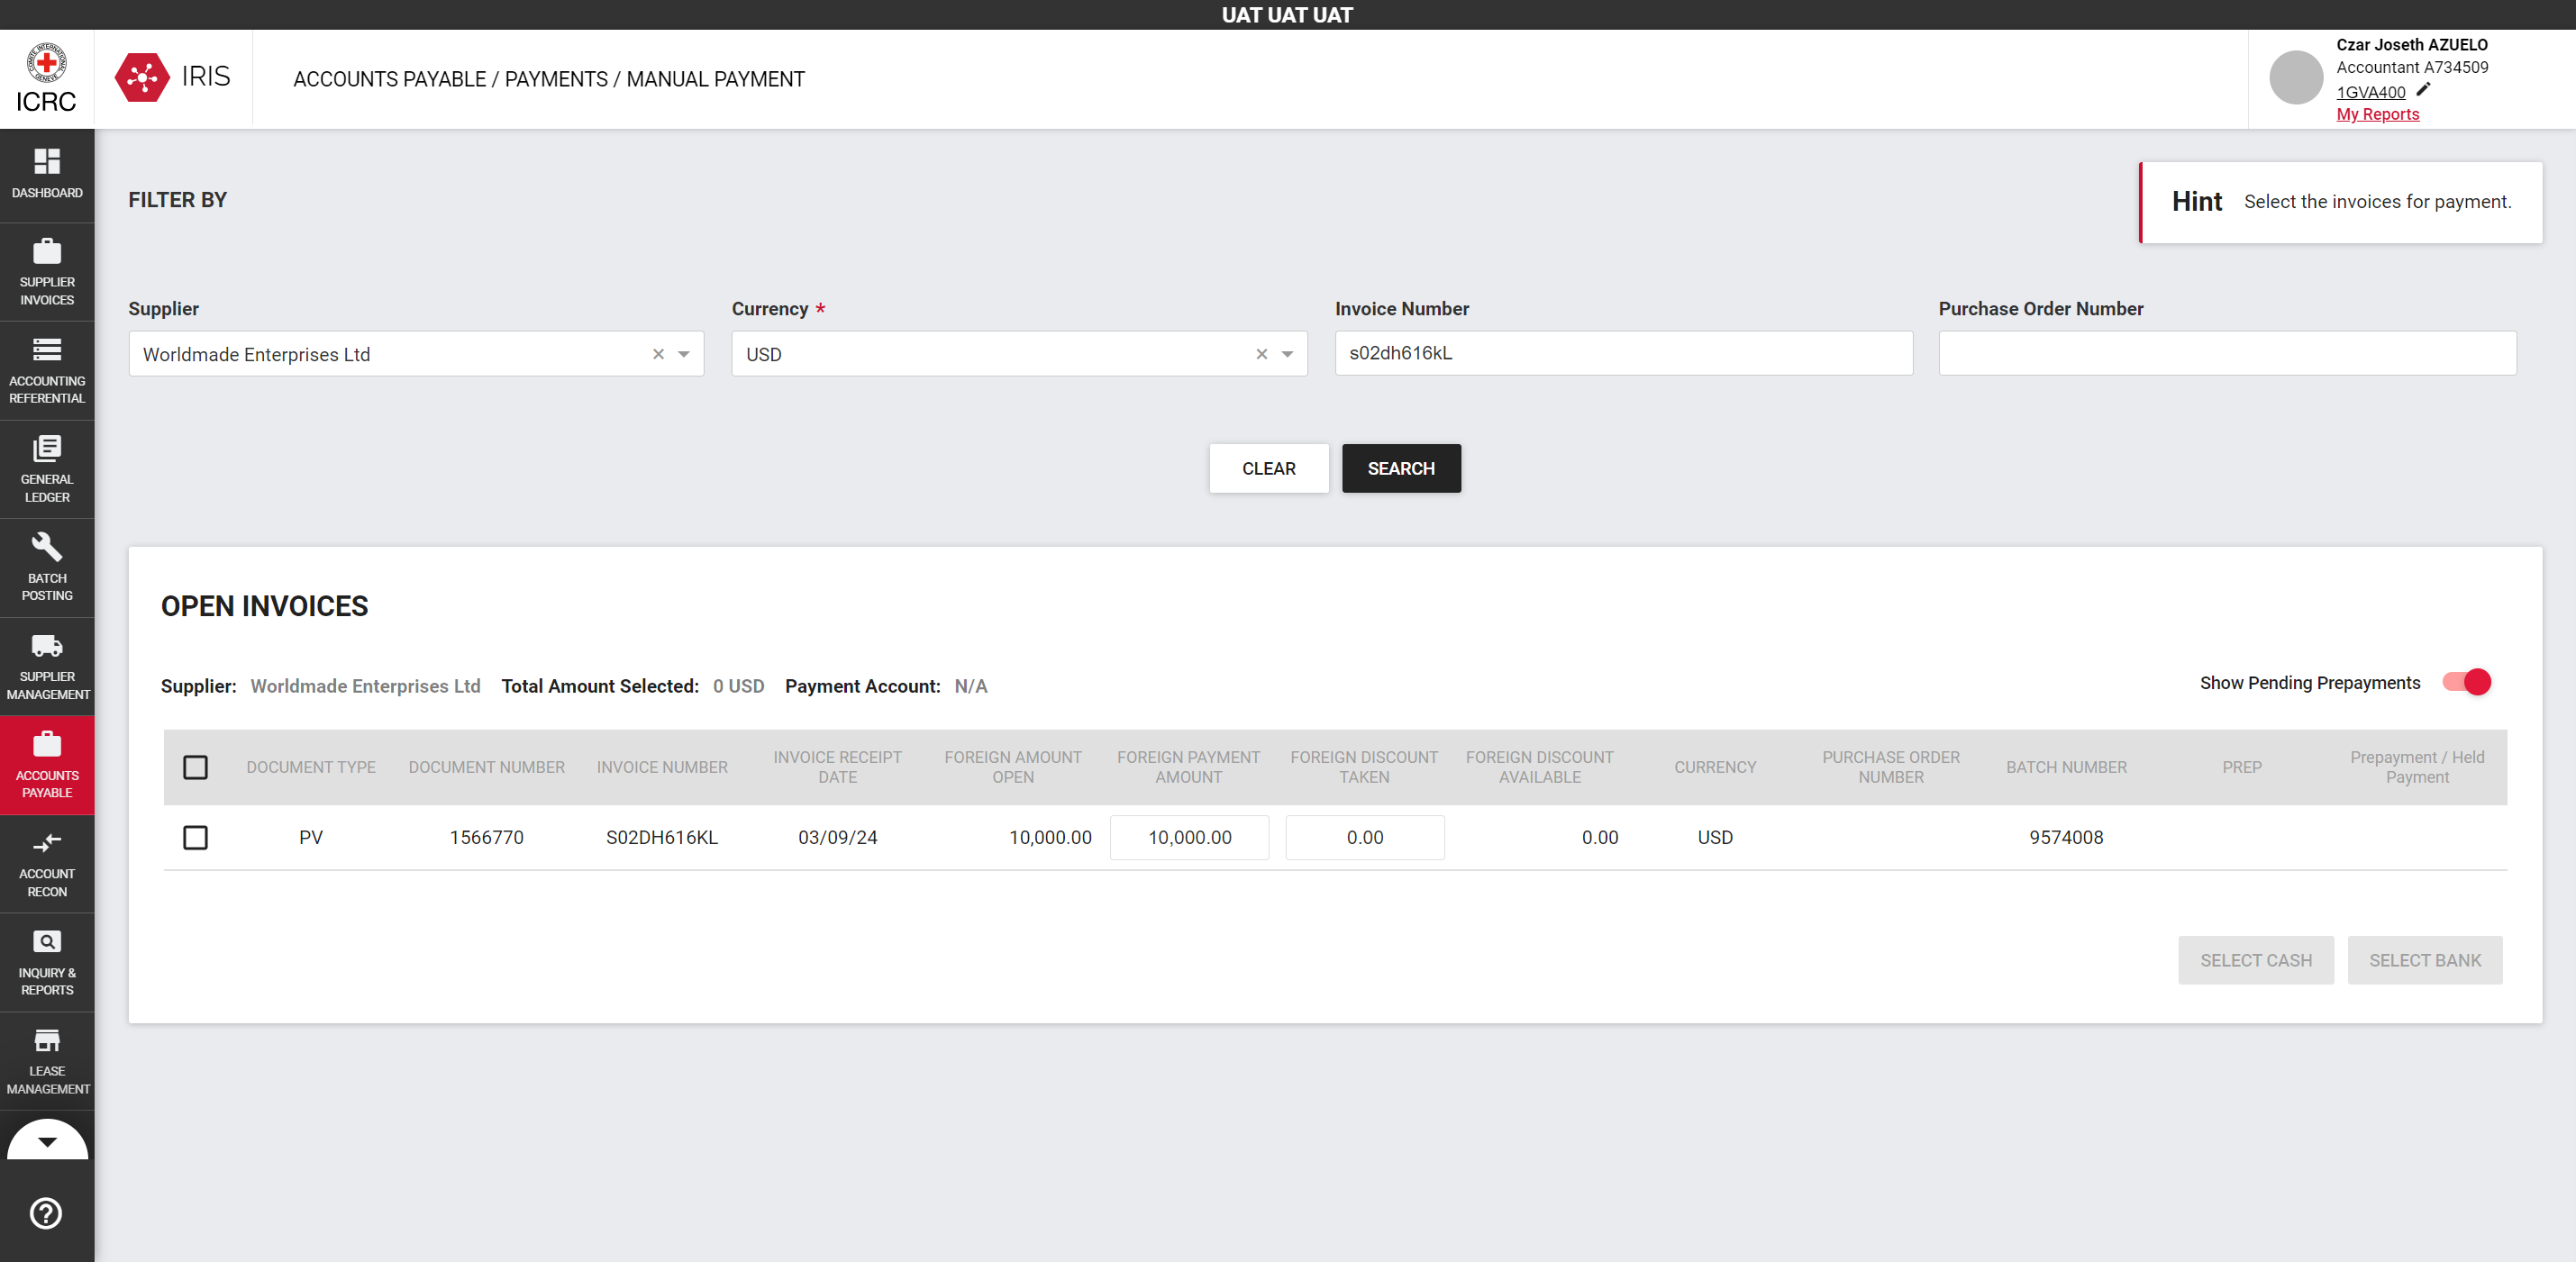 UAT UAT UAT
COMITE INTERNATIONAL GENEVE
ICRC
IRIS
ACCOUNTS PAYABLE / PAYMENTS / MANUAL PAYMENT
Czar Joseth AZUELO
Accountant A734509
1GVA400
My Reports
DASHBOARD
SUPPLIER
INVOICES
ACCOUNTING
REFERENTIAL
GENERAL
LEDGER
BATCH
POSTING
SUPPLIER
MANAGEMENT
ACCOUNTS
PAYABLE
ACCOUNT
RECON
INQUIRY &
REPORTS
LEASE
MANAGEMENT
FILTER BY
Hint Select the invoices for payment.
Supplier Currency * Invoice Number Purchase Order Number
Worldmade Enterprises Ltd USD s02dh616kL
CLEAR SEARCH
OPEN INVOICES
Supplier: Worldmade Enterprises Ltd Total Amount Selected: 0 USD Payment Account: N/A Show Pending Prepayments
DOCUMENT TYPE DOCUMENT NUMBER INVOICE NUMBER INVOICE RECEIPT DATE FOREIGN AMOUNT OPEN FOREIGN PAYMENT AMOUNT FOREIGN DISCOUNT TAKEN FOREIGN DISCOUNT AVAILABLE CURRENCY PURCHASE ORDER NUMBER BATCH NUMBER PREP Prepayment / Held Payment
PV 1566770 S02DH616KL 03/09/24 10,000.00 10,000.00 0.00 0.00 USD 9574008
SELECT CASH SELECT BANK